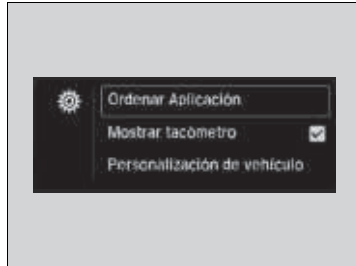 Ordenar Aplicación
Mostrar tacómetro
Personalización de vehículo